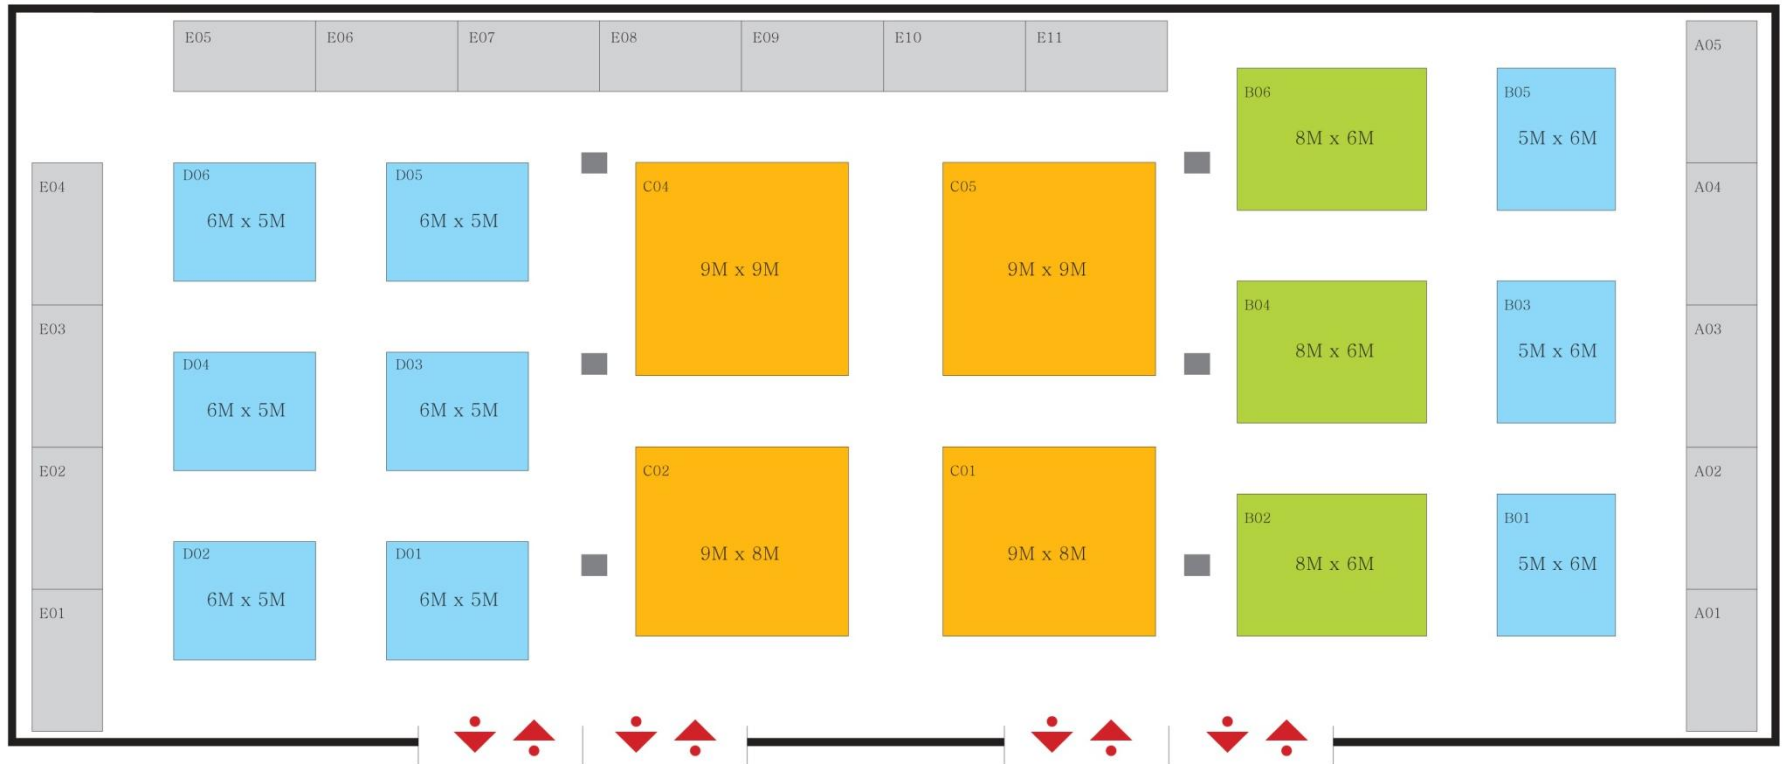 E05
E06
E07
E08
E09
E10
E11
A05
B06
8M x 6M
B05
5M x 6M
E04
D06
6M x 5M
D05
6M x 5M
C04
9M x 9M
C05
9M x 9M
A04
E03
D04
6M x 5M
D03
6M x 5M
B04
8M x 6M
B03
5M x 6M
A03
E02
C02
9M x 8M
C01
9M x 8M
A02
D02
6M x 5M
D01
6M x 5M
B02
8M x 6M
B01
5M x 6M
E01
A01